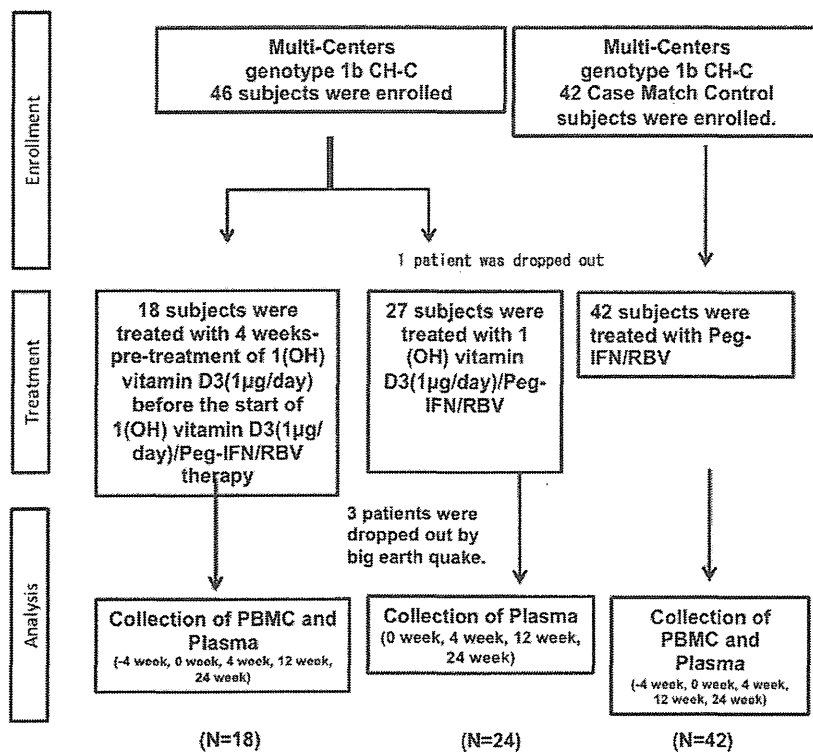 Enrollment
Multi-Centers
genotype 1b CH-C
46 subjects were enrolled
Multi-Centers
genotype 1b CH-C
42 Case Match Control
subjects were enrolled.
1 patient was dropped out
Treatment
18 subjects were
treated with 4 weeks-
pre-treatment of 1(OH)
vitamin D3(1µg/day)
before the start of
1(OH) vitamin D3(1µg/
day)/Peg-IFN/RBV
therapy
27 subjects were
treated with 1
(OH) vitamin
D3(1µg/day)/Peg-
IFN/RBV
42 subjects were
treated with Peg-
IFN/RBV
3 patients were
dropped out by
big earth quake.
Analysis
Collection of PBMC and
Plasma
(-4 week, 0 week, 4 week, 12 week,
24 week)
Collection of Plasma
(0 week, 4 week, 12 week,
24 week)
Collection of
PBMC and
Plasma
(-4 week, 0 week, 4 week,
12 week, 24 week)
(N=18)
(N=24)
(N=42)